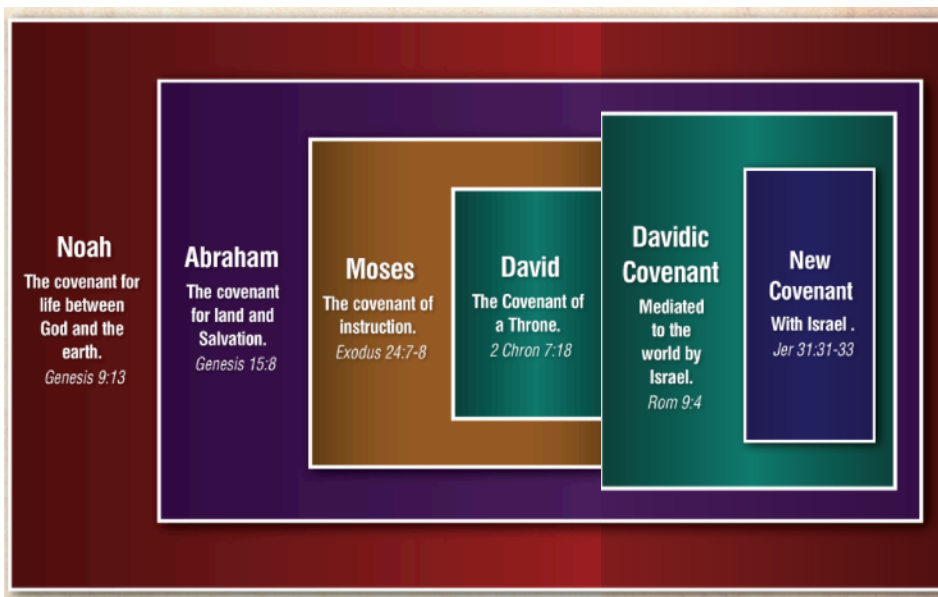 Noah
The covenant for
life between
God and the
earth.
Genesis 9:13
Abraham
The covenant
for land and
Salvation.
Genesis 15:8
Moses
The covenant of
instruction.
Exodus 24:7-8
David
The Covenant of
a Throne.
2 Chron 7:18
Davidic
Covenant
Mediated
to the
world by
Israel.
Rom 9:4
New
Covenant
With Israel .
Jer 31:31-33